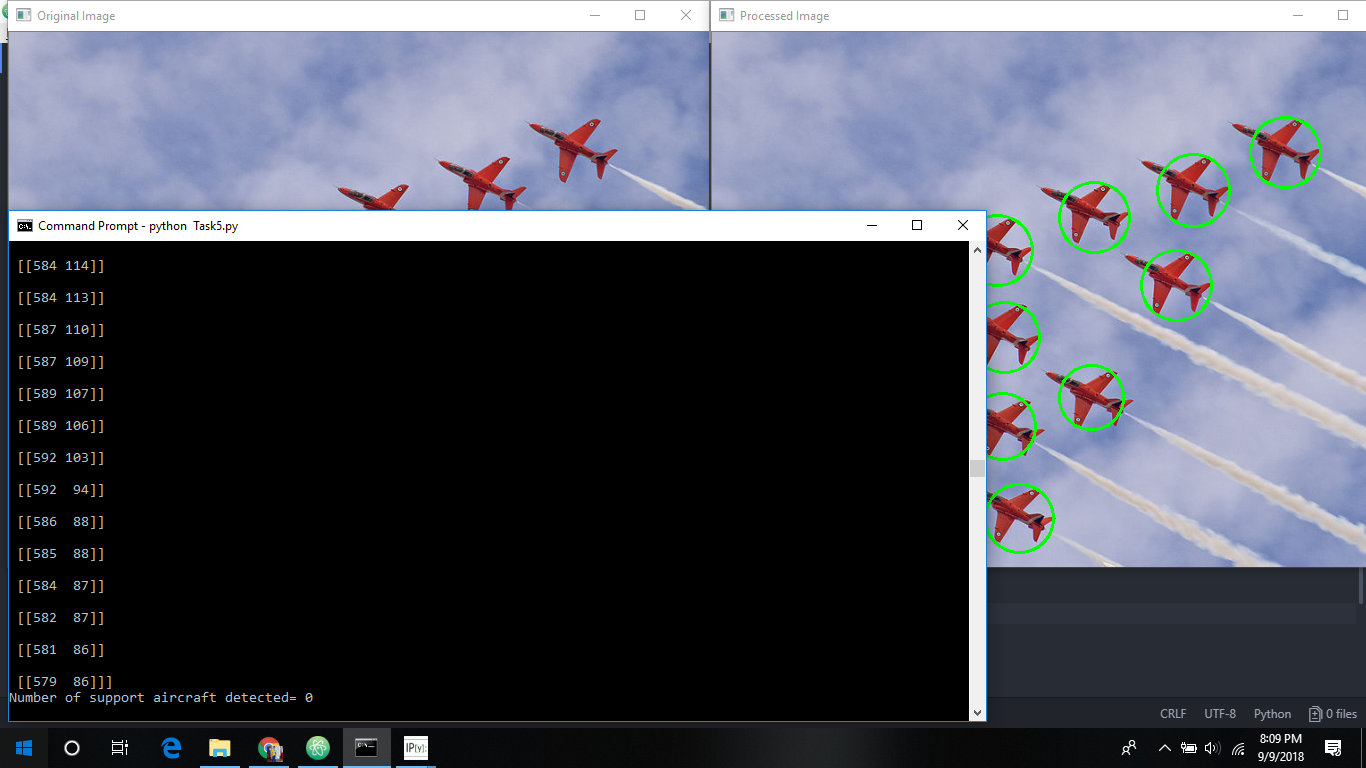 Original Image
Processed Image
Command Prompt - python  Task5.py
[[584 114]]
[[584 113]]
[[587 110]]
[[587 109]]
[[589 107]]
[[589 106]]
[[592 103]]
[[592  94]]
[[586  88]]
[[585  88]]
[[584  87]]
[[582  87]]
[[581  86]]
[[579  86]]]
Number of support aircraft detected= 0
CRLF UTF-8 Python 0 files
IP[y]:
8:09 PM
9/9/2018